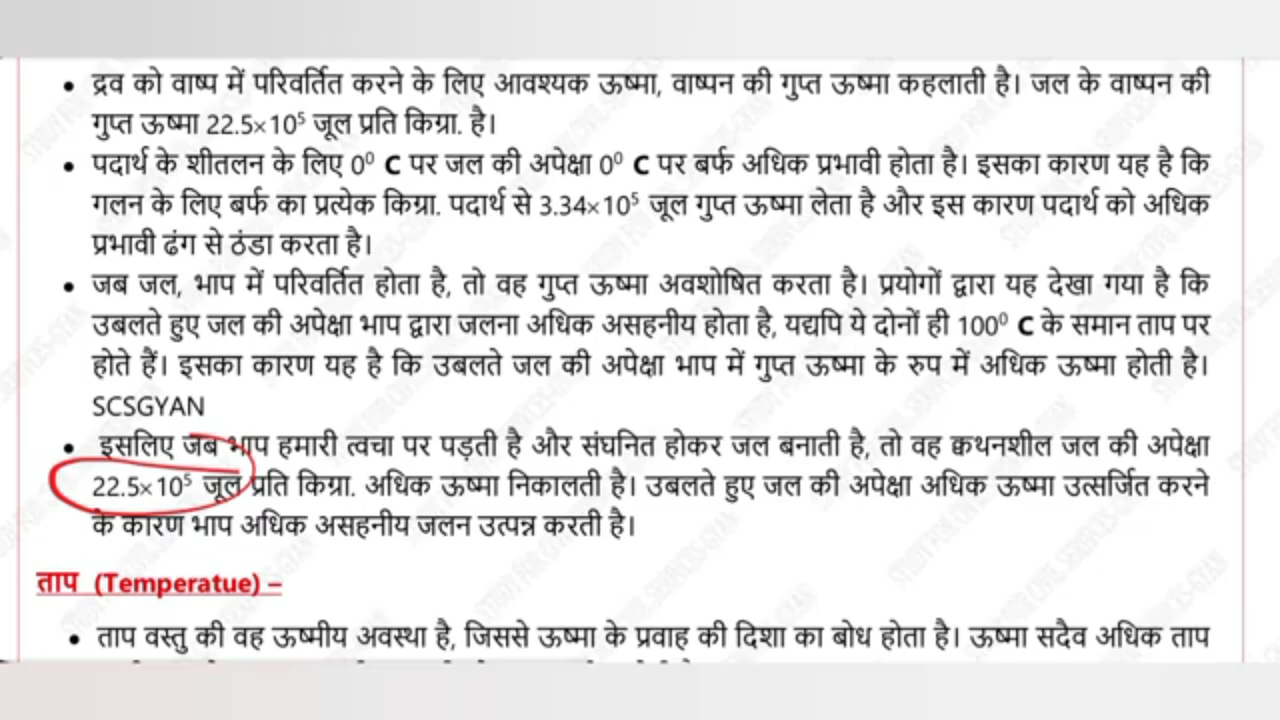 • द्रव को वाष्प में परिवर्तित करने के लिए आवश्यक ऊष्मा, वाष्पन की गुप्त ऊष्मा कहलाती है। जल के वाष्पन की
गुप्त ऊष्मा 22.5×10⁵ जूल प्रति किग्रा. है।
• पदार्थ के शीतलन के लिए 0⁰ C पर जल की अपेक्षा 0⁰ C पर बर्फ अधिक प्रभावी होता है। इसका कारण यह है कि
गलन के लिए बर्फ का प्रत्येक किग्रा. पदार्थ से 3.34×10⁵ जूल गुप्त ऊष्मा लेता है और इस कारण पदार्थ को अधिक
प्रभावी ढंग से ठंडा करता है।
• जब जल, भाप में परिवर्तित होता है, तो वह गुप्त ऊष्मा अवशोषित करता है। प्रयोगों द्वारा यह देखा गया है कि
उबलते हुए जल की अपेक्षा भाप द्वारा जलना अधिक असहनीय होता है, यद्यपि ये दोनों ही 100⁰ C के समान ताप पर
होते हैं। इसका कारण यह है कि उबलते जल की अपेक्षा भाप में गुप्त ऊष्मा के रुप में अधिक ऊष्मा होती है।
SCSGYAN
• इसलिए जब भाप हमारी त्वचा पर पड़ती है और संघनित होकर जल बनाती है, तो वह क्वथनशील जल की अपेक्षा
22.5×10⁵ जूल प्रति किग्रा. अधिक ऊष्मा निकालती है। उबलते हुए जल की अपेक्षा अधिक ऊष्मा उत्सर्जित करने
के कारण भाप अधिक असहनीय जलन उत्पन्न करती है।
ताप (Temperatue) –
• ताप वस्तु की वह ऊष्मीय अवस्था है, जिससे ऊष्मा के प्रवाह की दिशा का बोध होता है। ऊष्मा सदैव अधिक ताप